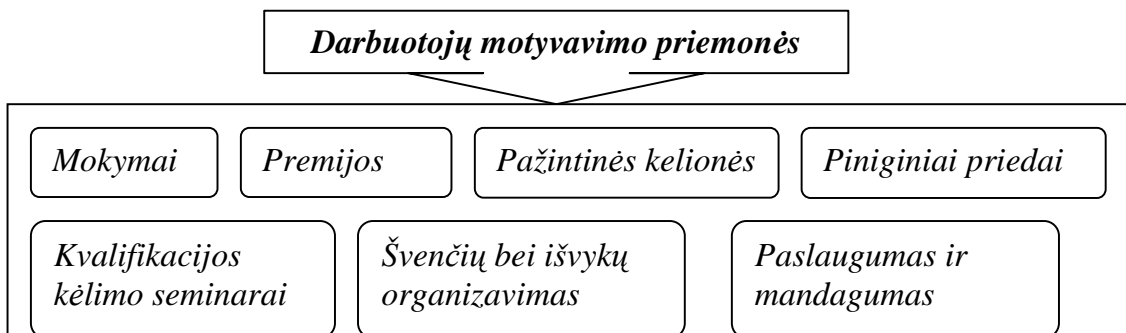 Darbuotojų motyvavimo priemonės
Mokymai
Premijos
Pažintinės kelionės
Piniginiai priedai
Kvalifikacijos
kėlimo seminarai
Švenčių bei išvykų
organizavimas
Paslaugumas ir
mandagumas